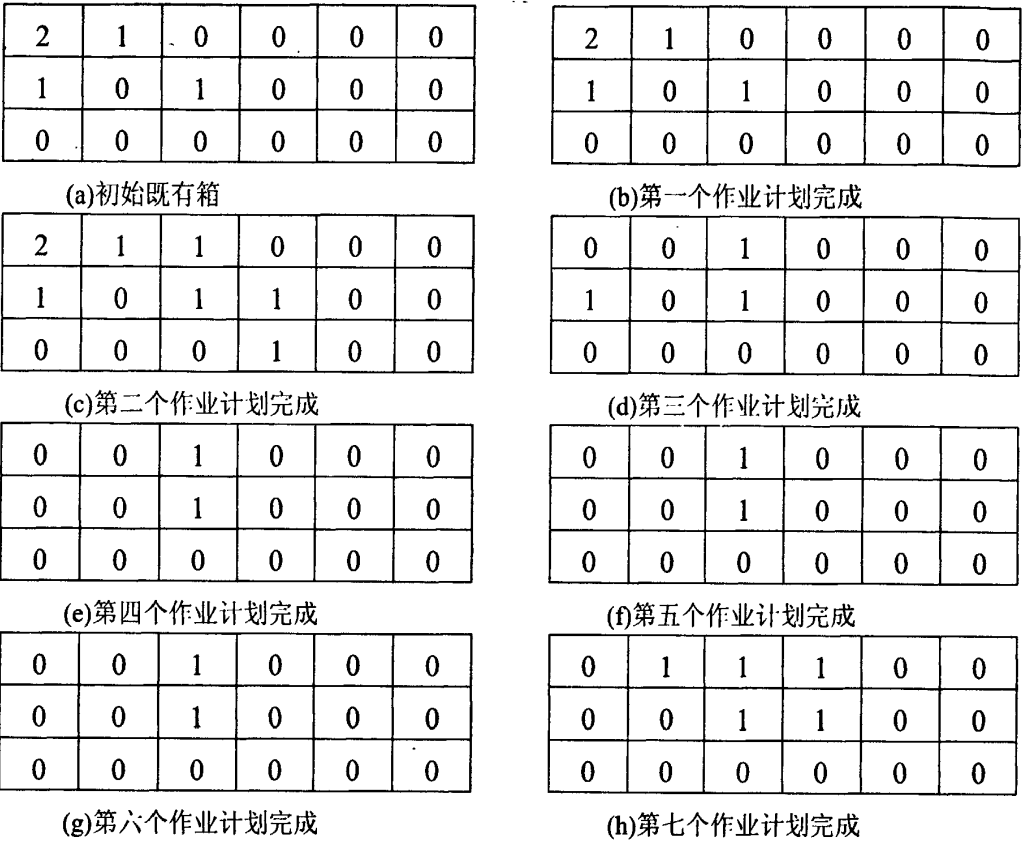 2 1 0 0 0 0
1 0 1 0 0 0
0 0 0 0 0 0
(a)初始既有箱
2 1 0 0 0 0
1 0 1 0 0 0
0 0 0 0 0 0
(b)第一个作业计划完成
2 1 1 0 0 0
1 0 1 1 0 0
0 0 0 1 0 0
(c)第二个作业计划完成
0 0 1 0 0 0
1 0 1 0 0 0
0 0 0 0 0 0
(d)第三个作业计划完成
0 0 1 0 0 0
0 0 1 0 0 0
0 0 0 0 0 0
(e)第四个作业计划完成
0 0 1 0 0 0
0 0 1 0 0 0
0 0 0 0 0 0
(f)第五个作业计划完成
0 0 1 0 0 0
0 0 1 0 0 0
0 0 0 0 0 0
(g)第六个作业计划完成
0 1 1 1 0 0
0 0 1 1 0 0
0 0 0 0 0 0
(h)第七个作业计划完成